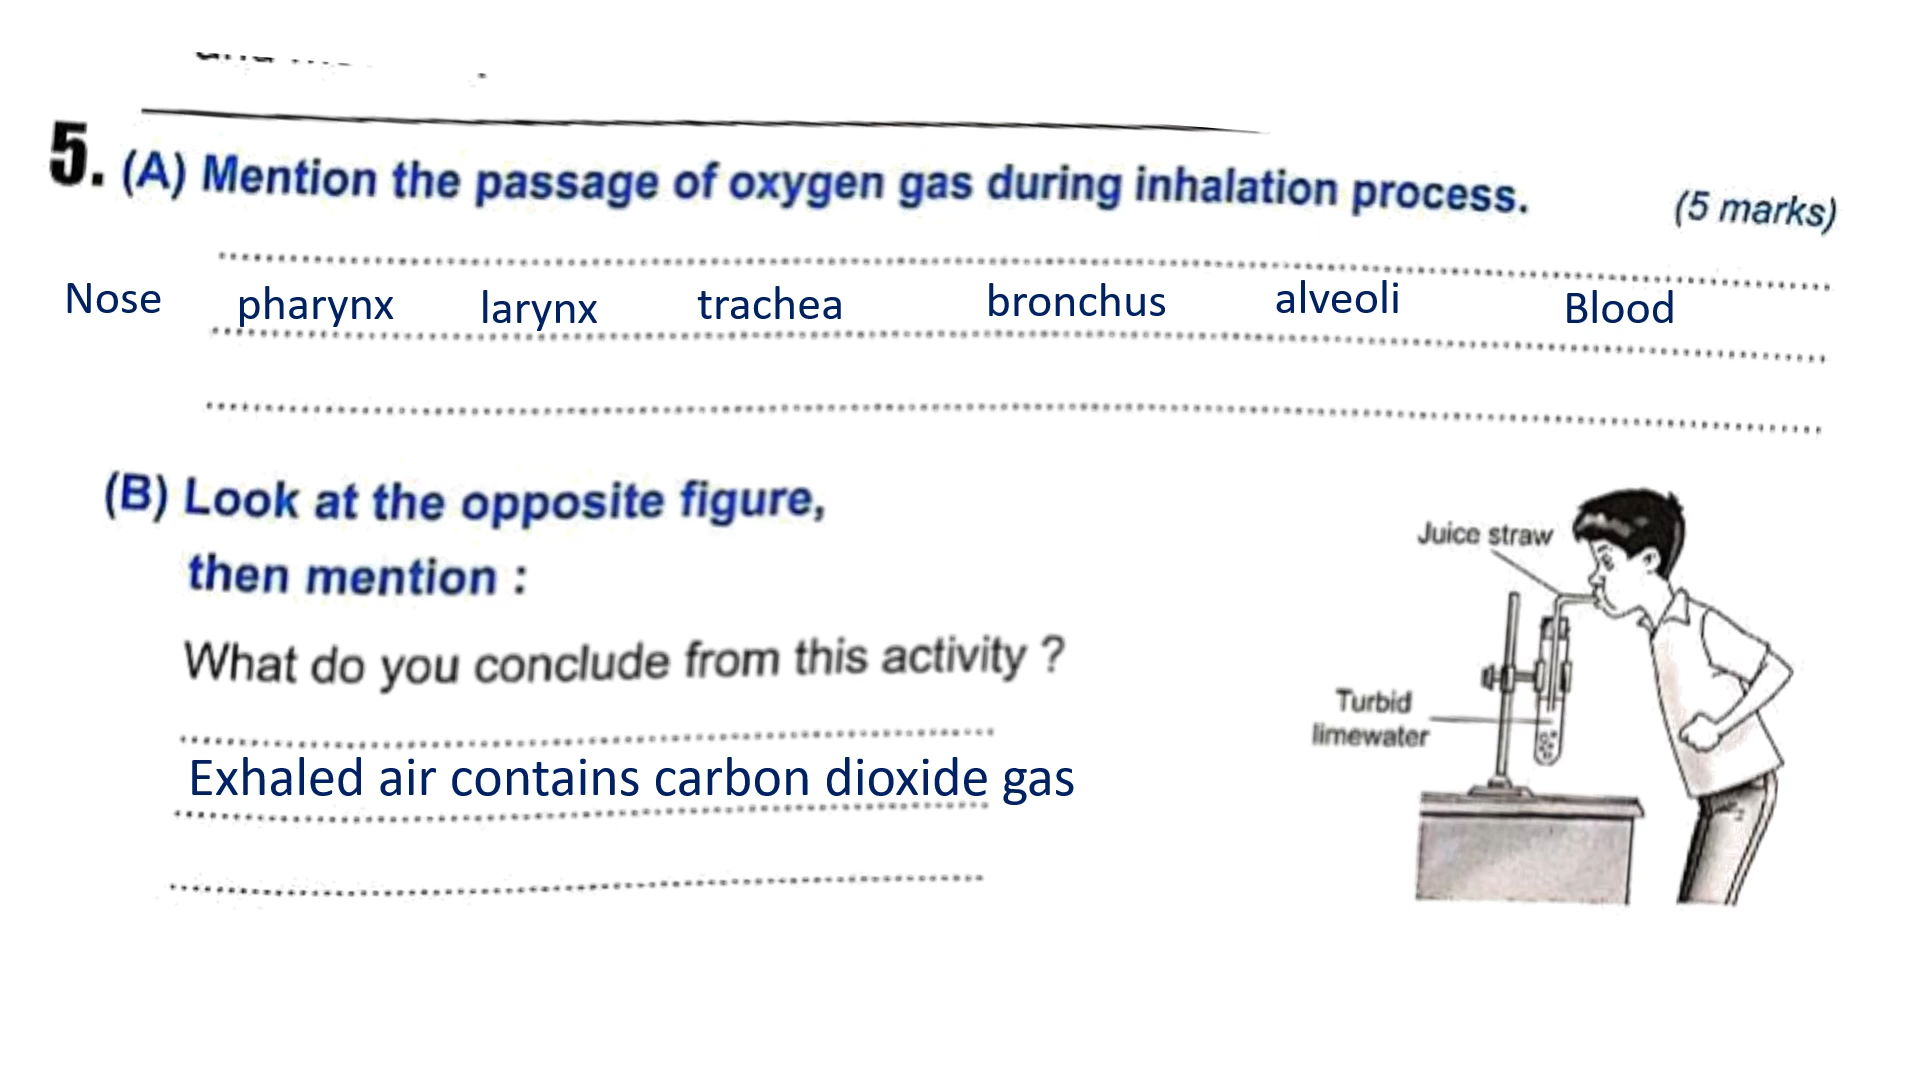 5. (A) Mention the passage of oxygen gas during inhalation process. (5 marks)
Nose pharynx larynx trachea bronchus alveoli Blood
(B) Look at the opposite figure,
then mention :
What do you conclude from this activity ?
Exhaled air contains carbon dioxide gas
Juice straw
Turbid
limewater